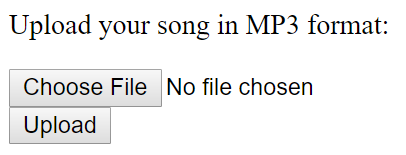 Upload your song in MP3 format:
Choose File No file chosen
Upload